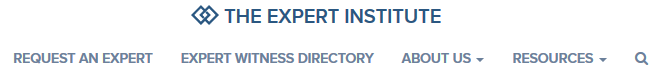 THE EXPERT INSTITUTE
REQUEST AN EXPERT EXPERT WITNESS DIRECTORY ABOUT US RESOURCES